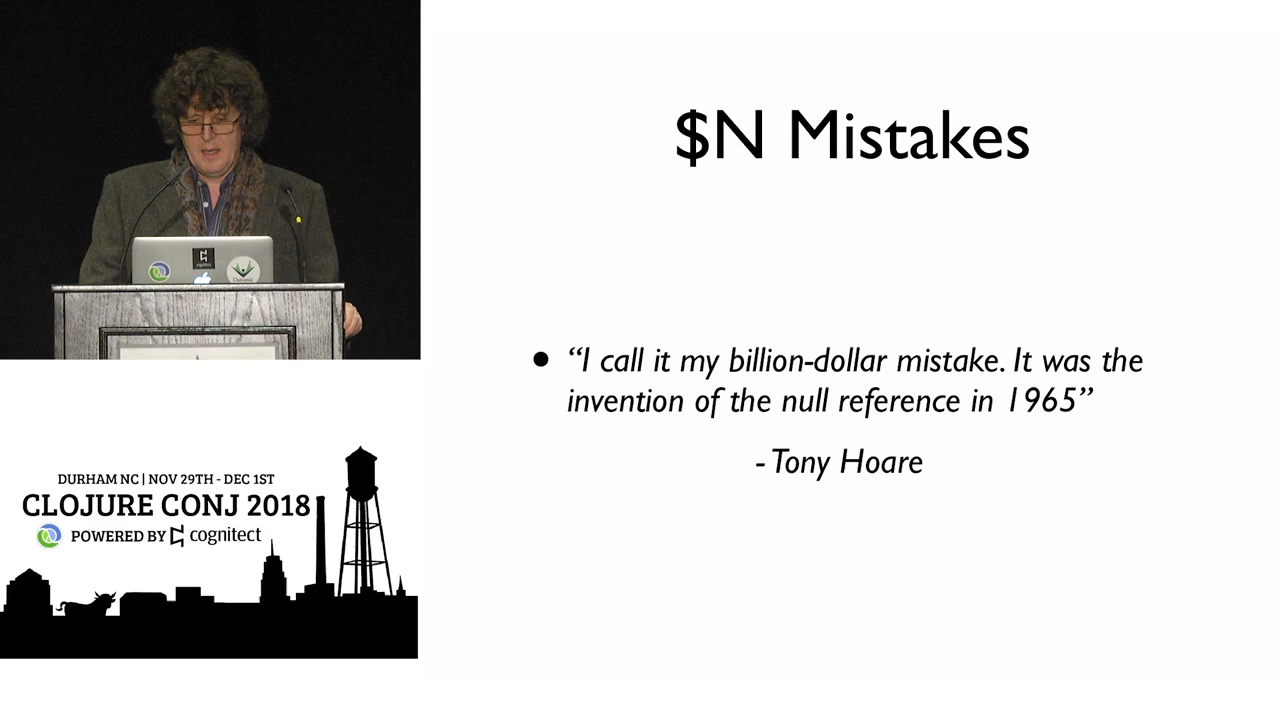 $N Mistakes
• “I call it my billion-dollar mistake. It was the
invention of the null reference in 1965”
- Tony Hoare
cognitect
DURHAM NC | NOV 29TH - DEC 1ST
CLOJURE CONJ 2018
POWERED BY cognitect